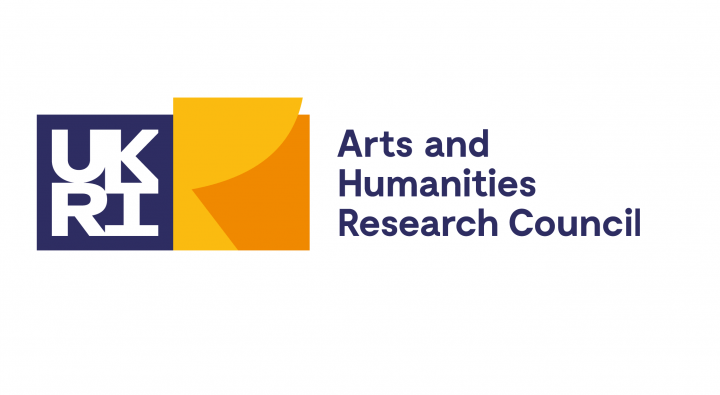 UK
RI
Arts and
Humanities
Research Council